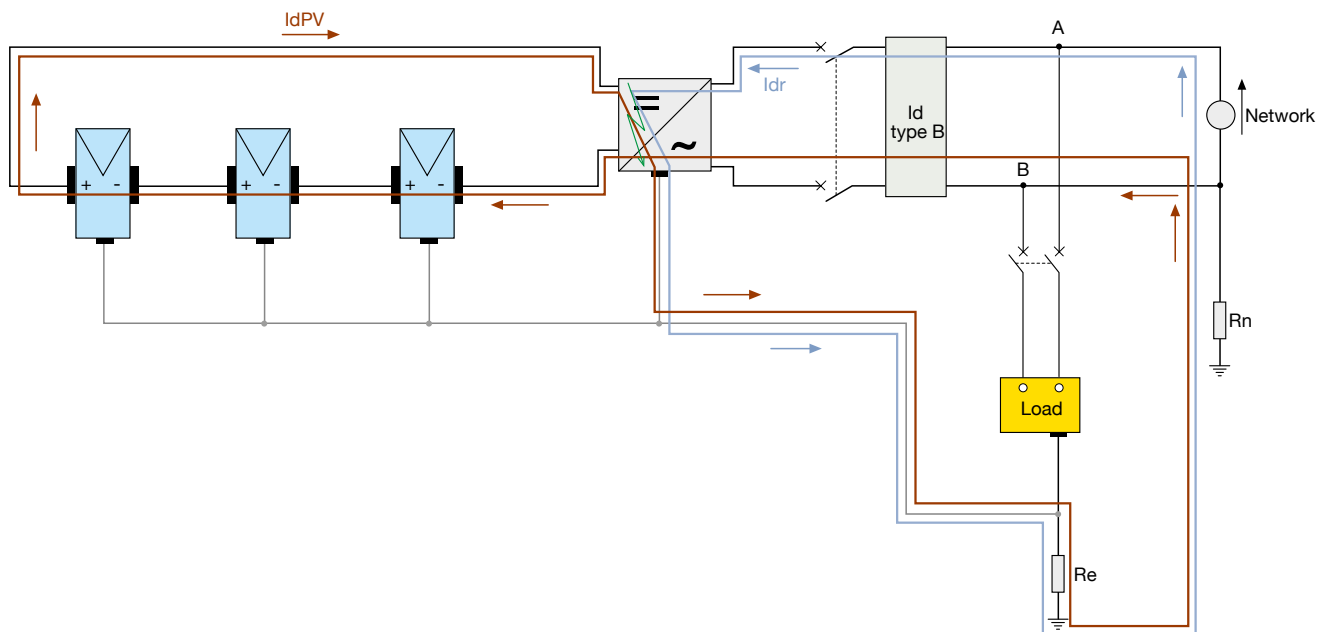 IdPV
A
Idr
Id
type B
Network
B
+ -
+ -
+ -
Rn
Load
Re